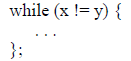 while (x != y) {
...
};